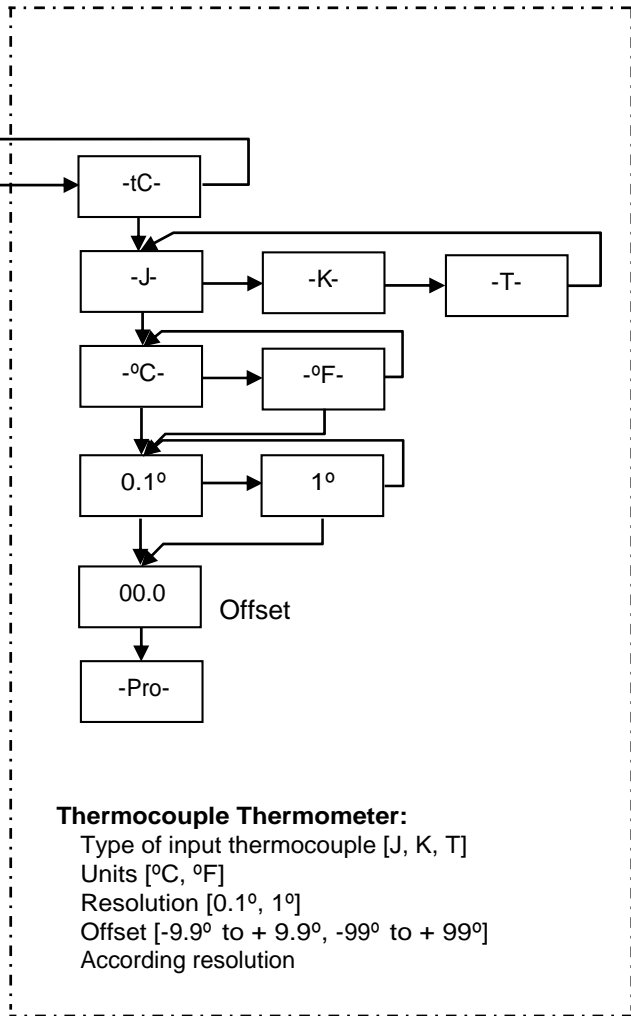 -tC-
-J- -K- -T-
-ºC- -ºF-
0.1º 1º
00.0 Offset
-Pro-
Thermocouple Thermometer:
Type of input thermocouple [J, K, T]
Units [ºC, ºF]
Resolution [0.1º, 1º]
Offset [-9.9º to + 9.9º, -99º to + 99º]
According resolution